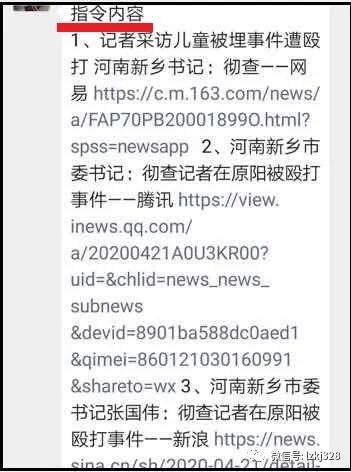 指令内容
1、记者采访儿童被埋事件遭殴
打 河南新乡书记：彻查——网
易 https://c.m.163.com/news/
a/FAP70PB20001899O.html?
spss=newsapp   2、河南新乡市
委书记：彻查记者在原阳被殴打
事件——腾讯 https://view.
inews.qq.com/
a/20200421A0U3KR00?
uid=&chlid=news_news_
subnews
&devid=8901ba588dc0aed1
&qimei=860121030160991
&shareto=wx 3、河南新乡市委
书记张国伟：彻查记者在原阳被
殴打事件——新浪 https://news.
sina.cn/sh/2020-04-21/detail-
微信号: lzkj328